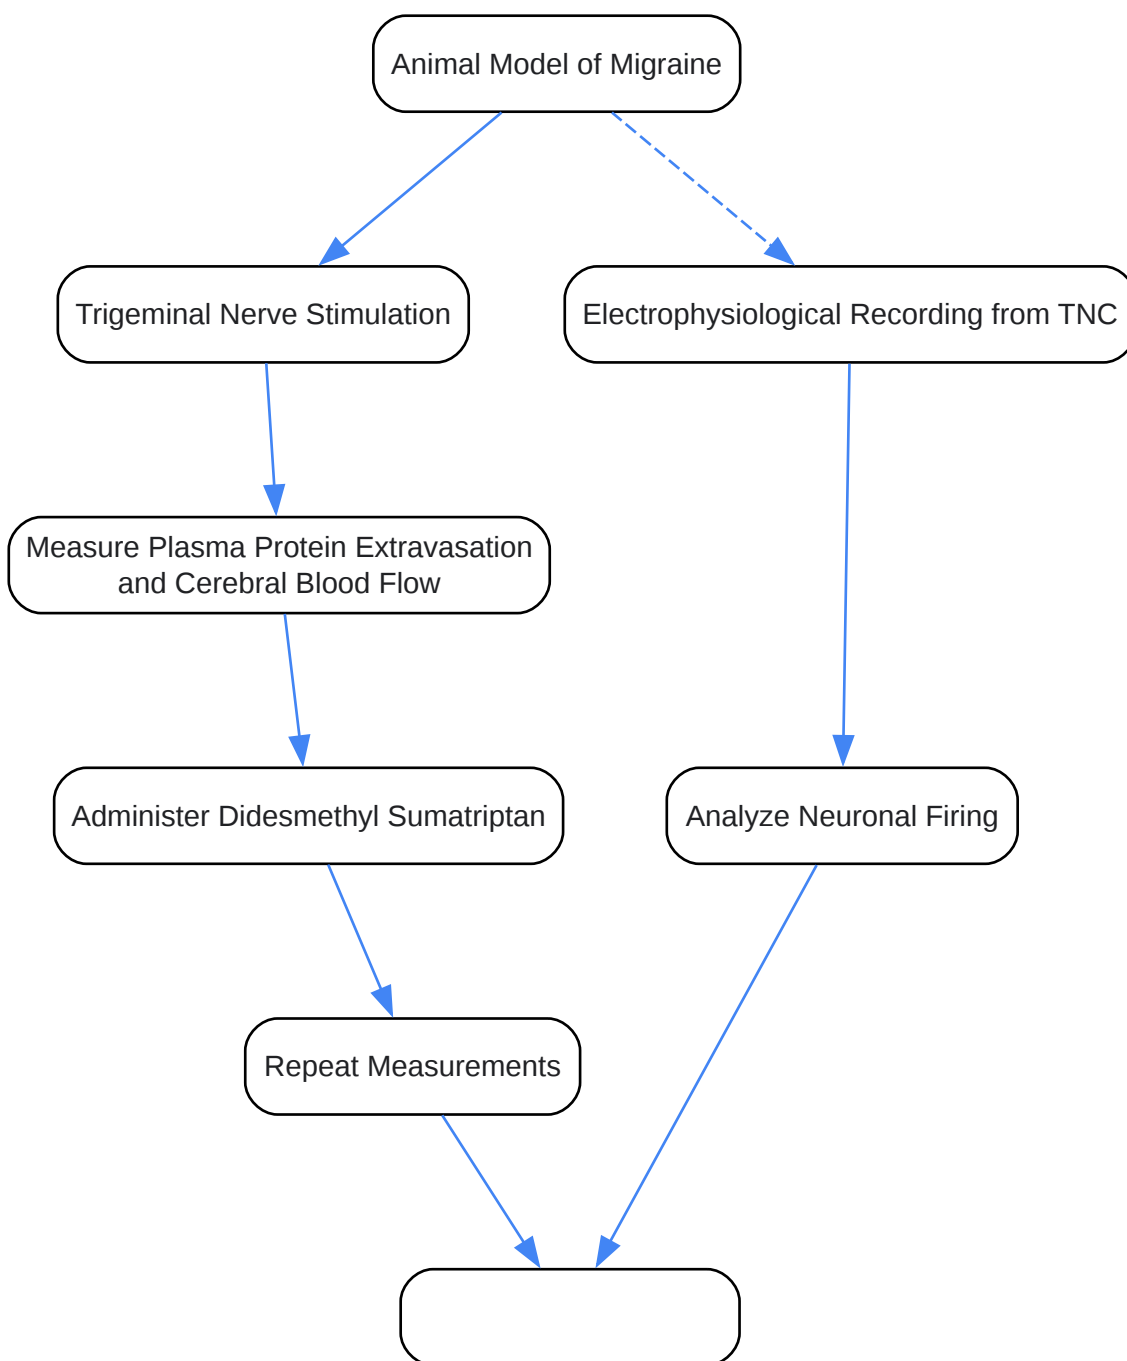 Animal Model of Migraine
Trigeminal Nerve Stimulation
Electrophysiological Recording from TNC
Measure Plasma Protein Extravasation
and Cerebral Blood Flow
Administer Didesmethyl Sumatriptan
Analyze Neuronal Firing
Repeat Measurements